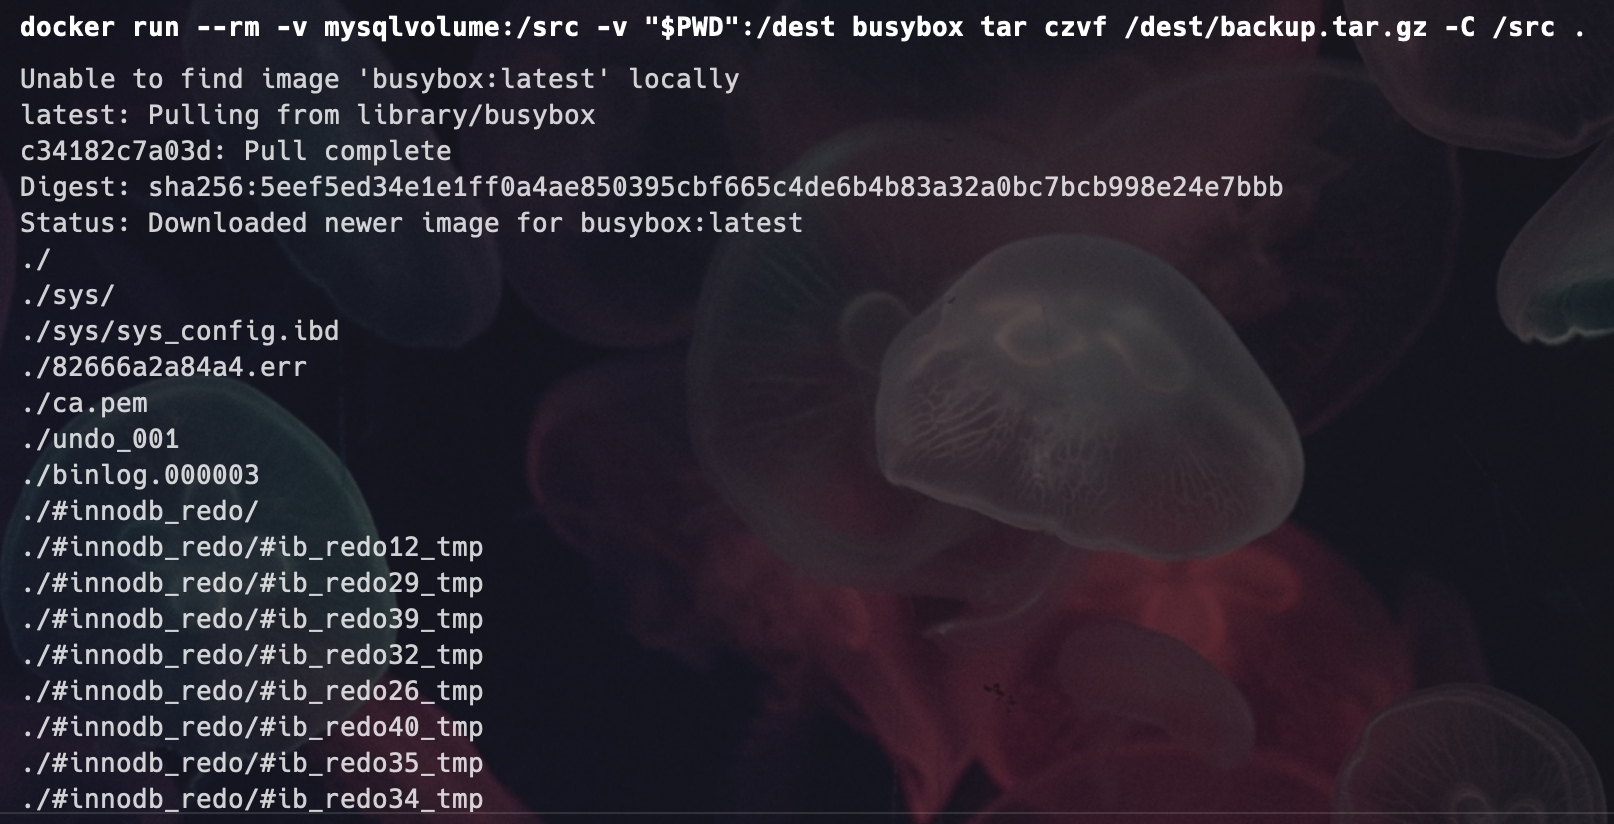 docker run --rm -v mysqlvolume:/src -v "$PWD":/dest busybox tar czvf /dest/backup.tar.gz -C /src .
Unable to find image 'busybox:latest' locally
latest: Pulling from library/busybox
c34182c7a03d: Pull complete
Digest: sha256:5eef5ed34e1e1ff0a4ae850395cbf665c4de6b4b83a32a0bc7bcb998e24e7bbb
Status: Downloaded newer image for busybox:latest
./
./sys/
./sys/sys_config.ibd
./82666a2a84a4.err
./ca.pem
./undo_001
./binlog.000003
./#innodb_redo/
./#innodb_redo/#ib_redo12_tmp
./#innodb_redo/#ib_redo29_tmp
./#innodb_redo/#ib_redo39_tmp
./#innodb_redo/#ib_redo32_tmp
./#innodb_redo/#ib_redo26_tmp
./#innodb_redo/#ib_redo40_tmp
./#innodb_redo/#ib_redo35_tmp
./#innodb_redo/#ib_redo34_tmp